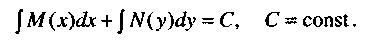 ∫M(x)dx + ∫N(y)dy = C,   C = const.